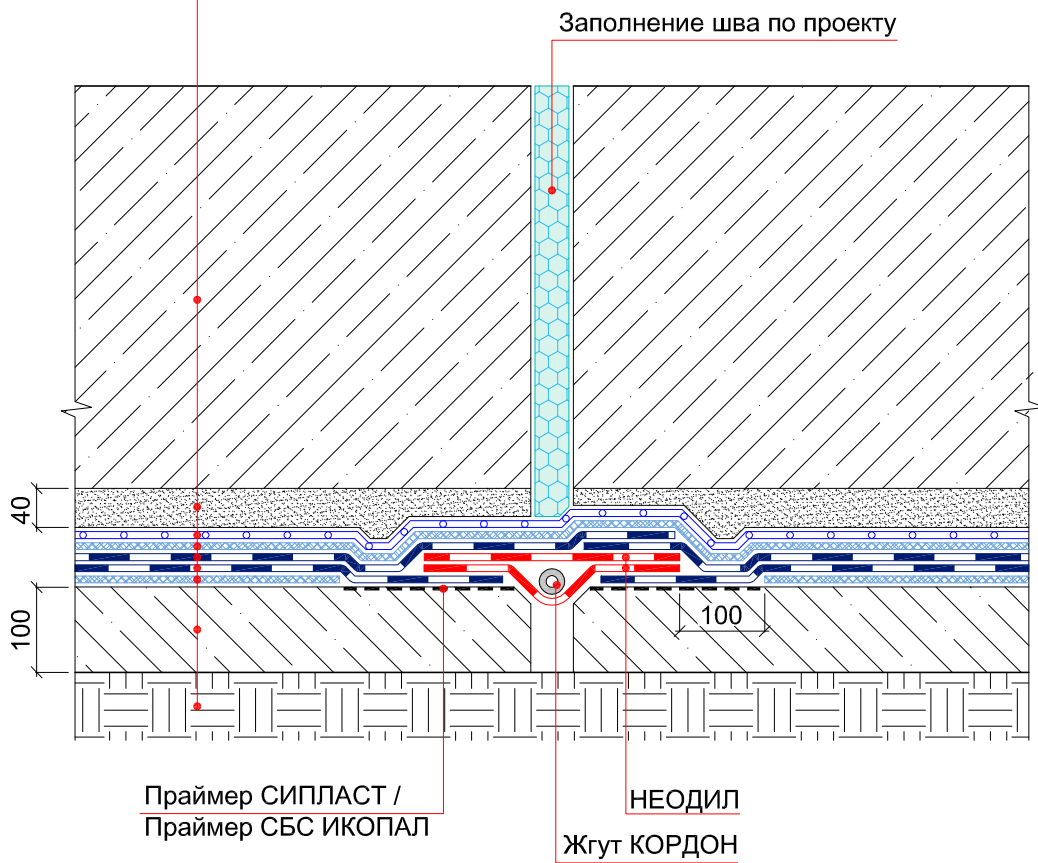 Заполнение шва по проекту
40
100
100
Праймер СИПЛАСТ /
Праймер СБС ИКОПАЛ
НЕОДИЛ
Жгут КОРДОН